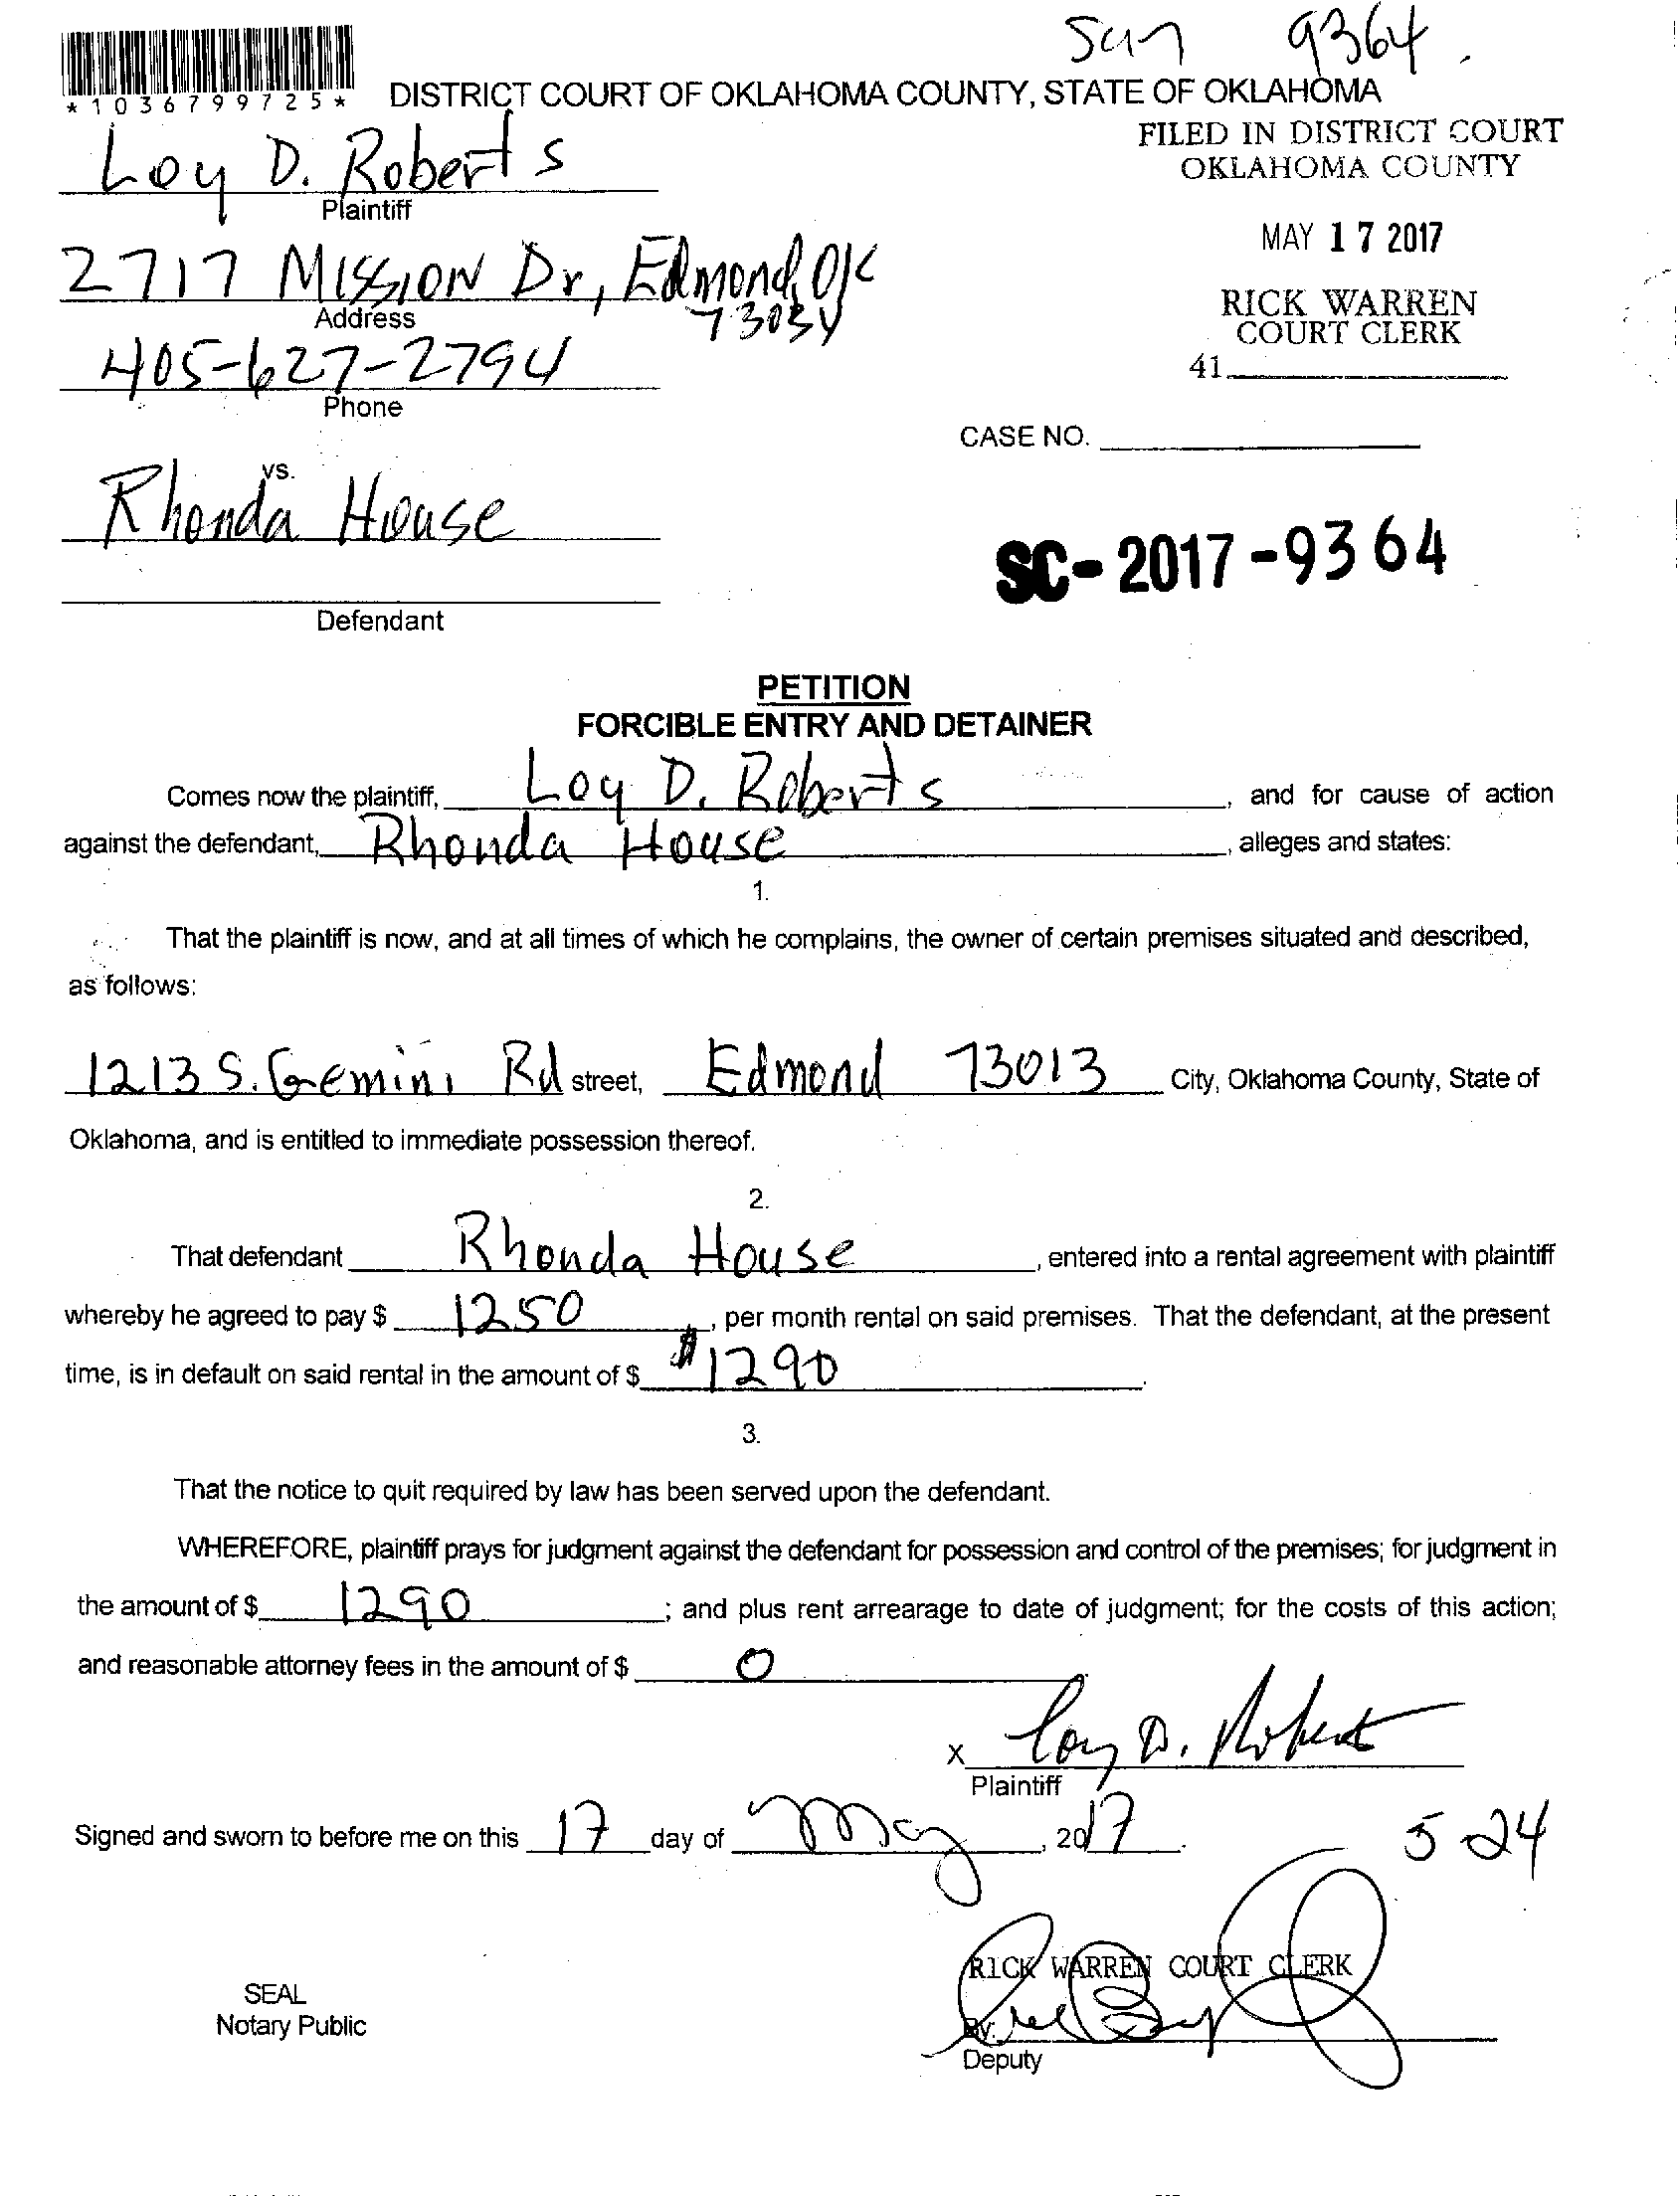 San 9364
*1036799725*
DISTRICT COURT OF OKLAHOMA COUNTY, STATE OF OKLAHOMA
FILED IN DISTRICT COURT
OKLAHOMA COUNTY
Loy D. Roberts
Plaintiff
MAY 17 2017
2717 Mission Dr, Edmond, OK
73034
Address
RICK WARREN
COURT CLERK
41
405-627-2794
Phone
CASE NO.
vs.
Rhonda House
SC-2017-9364
Defendant
PETITION
FORCIBLE ENTRY AND DETAINER
Comes now the plaintiff, Loy D. Roberts, and for cause of action
against the defendant, Rhonda House, alleges and states:
1.
That the plaintiff is now, and at all times of which he complains, the owner of certain premises situated and described,
as follows:
1213 S. Gemini Rd street, Edmond 73013 City, Oklahoma County, State of
Oklahoma, and is entitled to immediate possession thereof.
2.
That defendant Rhonda House, entered into a rental agreement with plaintiff
whereby he agreed to pay $ 1250, per month rental on said premises. That the defendant, at the present
time, is in default on said rental in the amount of $ $1290.
3.
That the notice to quit required by law has been served upon the defendant.
WHEREFORE, plaintiff prays for judgment against the defendant for possession and control of the premises; for judgment in
the amount of $ 1290; and plus rent arrearage to date of judgment; for the costs of this action;
and reasonable attorney fees in the amount of $ 0.
X Loy D. Roberts
Plaintiff
Signed and sworn to before me on this 17 day of May, 2017.
5 24
RICK WARREN COURT CLERK
SEAL
Notary Public
By:
Deputy